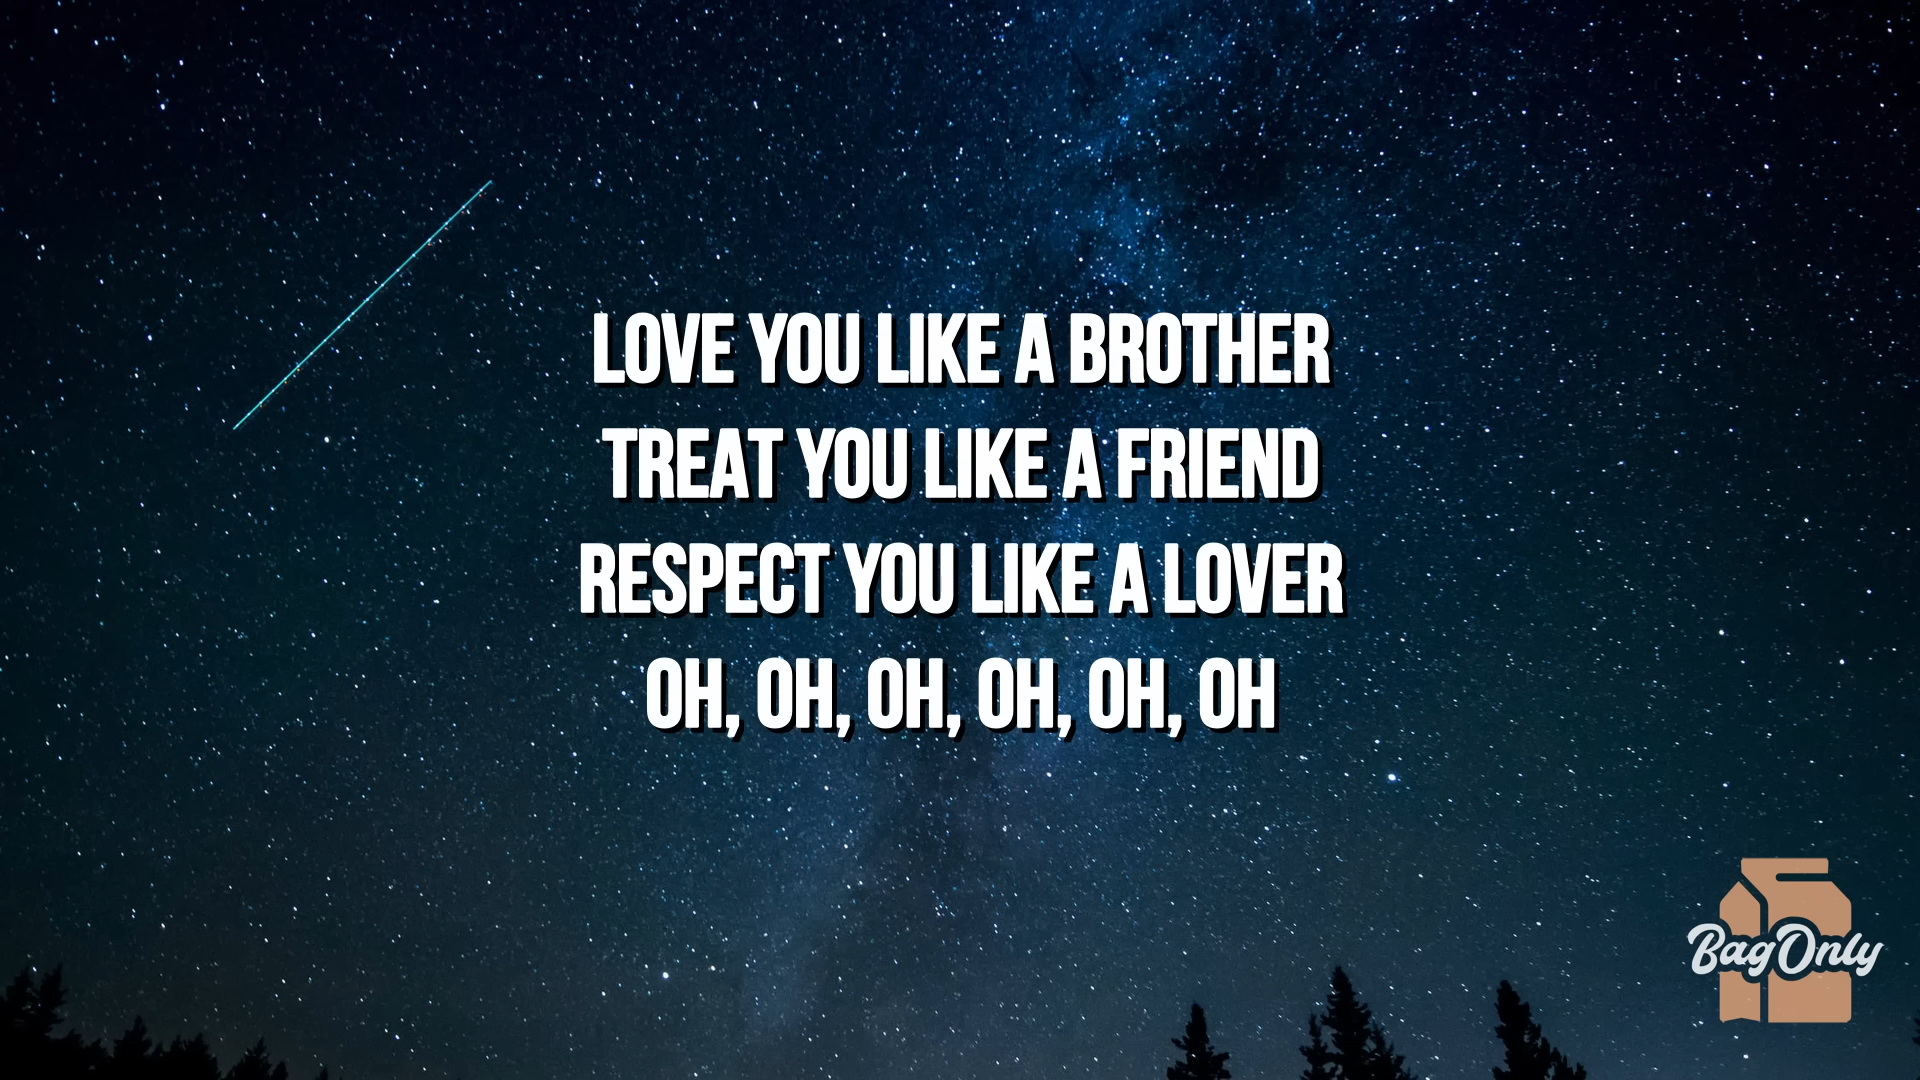 LOVE YOU LIKE A BROTHER
TREAT YOU LIKE A FRIEND
RESPECT YOU LIKE A LOVER
OH, OH, OH, OH, OH, OH
BagOnly